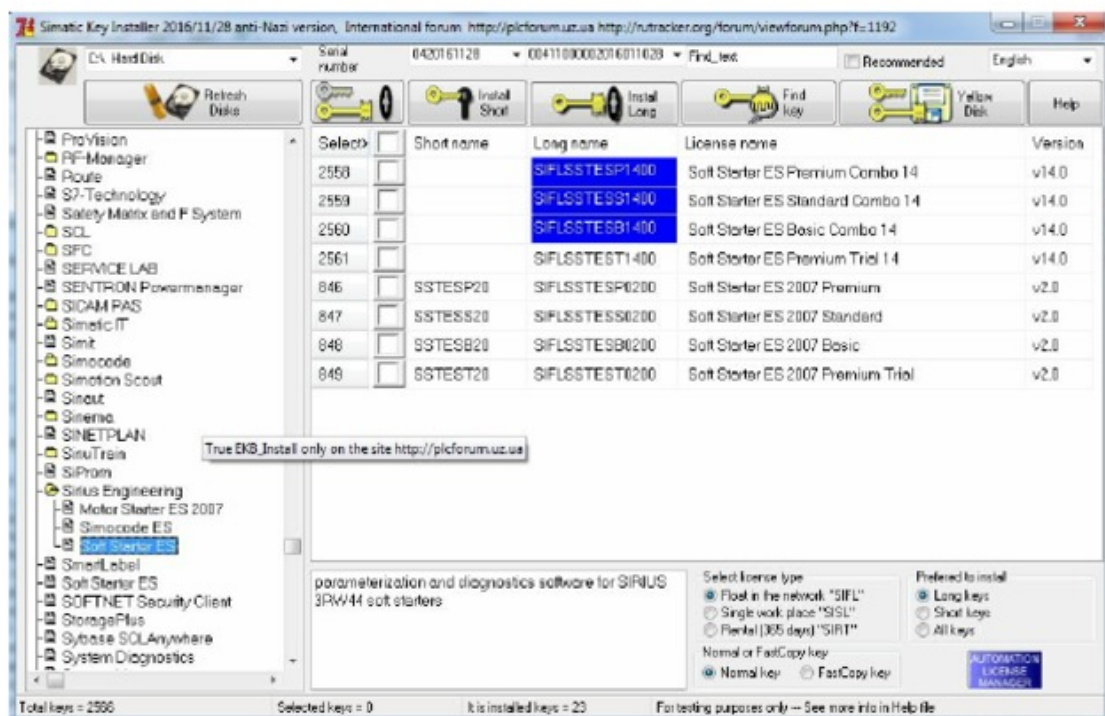 Simatic Key Installer 2016/11/28 anti-Nazi version, International forum http://plcforum.uz.ua http://rutracker.org/forum/viewforum.php?f=1192
C:\ Hard Disk
Serial number
0420161128
00411000002016011028
Find_text
Recommended
English
Refresh Disks
Install Short
Install Long
Find key
Yellow Disk
Help
ProVision
RF-Manager
Route
S7-Technology
Safety Matrix and F System
SCL
SFC
SERVICE LAB
SENTRON Powermanager
SICAM PAS
Simatic IT
Simit
Simocode
Simotion Scout
Sinaut
Sinema
SINETPLAN
SinuTrain
SiProm
Sirius Engineering
Motor Starter ES 2007
Simocode ES
Soft Starter ES
SmartLabel
Soft Starter ES
SOFTNET Security Client
StoragePlus
Sybase SQLAnywhere
System Diagnostics
True EKB_Install only on the site http://plcforum.uz.ua
Select> Short name Long name License name Version
2558 SIFLSSTESP1400 Soft Starter ES Premium Combo 14 v14.0
2559 SIFLSSTESS1400 Soft Starter ES Standard Combo 14 v14.0
2560 SIFLSSTESB1400 Soft Starter ES Basic Combo 14 v14.0
2561 SIFLSSTEST1400 Soft Starter ES Premium Trial 14 v14.0
846 SSTESP20 SIFLSSTESP0200 Soft Starter ES 2007 Premium v2.0
847 SSTESS20 SIFLSSTESS0200 Soft Starter ES 2007 Standard v2.0
848 SSTESB20 SIFLSSTESB0200 Soft Starter ES 2007 Basic v2.0
849 SSTEST20 SIFLSSTEST0200 Soft Starter ES 2007 Premium Trial v2.0
parameterization and diagnostics software for SIRIUS
3RW44 soft starters
Select license type
Float in the network "SIFL"
Single work place "SISL"
Rental (365 days) "SIRT"
Normal or FastCopy key
Normal key FastCopy key
Prefered to install
Long keys
Short keys
All keys
AUTOMATION
LICENSE
MANAGER
Total keys = 2566 Selected keys = 0 It is installed keys = 23 For testing purposes only -- See more info in Help file